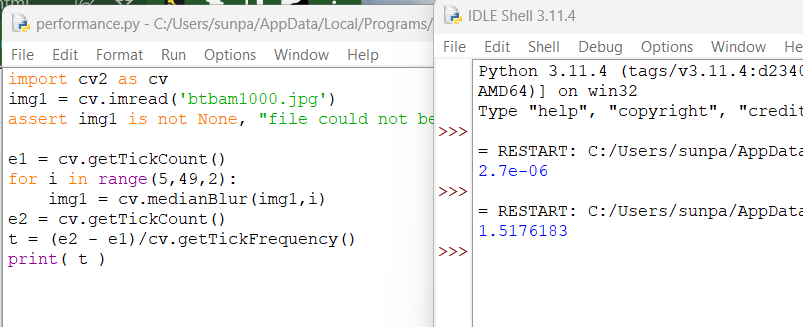 performance.py - C:/Users/sunpa/AppData/Local/Programs/
File Edit Format Run Options Window Help
import cv2 as cv
img1 = cv.imread('btbam1000.jpg')
assert img1 is not None, "file could not be
e1 = cv.getTickCount()
for i in range(5,49,2):
    img1 = cv.medianBlur(img1,i)
e2 = cv.getTickCount()
t = (e2 - e1)/cv.getTickFrequency()
print( t )
IDLE Shell 3.11.4
File Edit Shell Debug Options Window He
Python 3.11.4 (tags/v3.11.4:d2340
AMD64)] on win32
Type "help", "copyright", "credit
>>>
= RESTART: C:/Users/sunpa/AppData
2.7e-06
>>>
= RESTART: C:/Users/sunpa/AppData
1.5176183
>>>